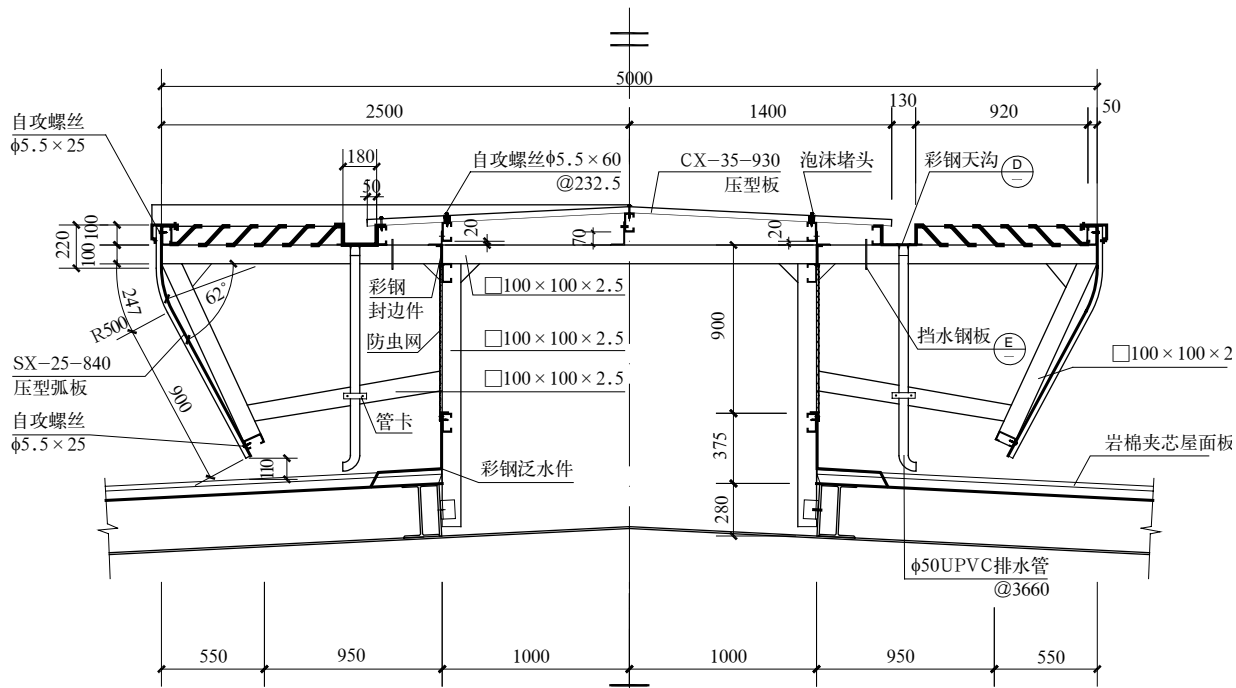 5000
2500
1400
130
920
50
自攻螺丝
ϕ5.5×25
180
50
自攻螺丝ϕ5.5×60
@232.5
CX-35-930
压型板
泡沫堵头
彩钢天沟
D
220
100
100
20
70
20
247
62°
R500
彩钢
封边件
防虫网
□100×100×2.5
□100×100×2.5
□100×100×2.5
900
挡水钢板
E
□100×100×2
SX-25-840
压型弧板
900
自攻螺丝
ϕ5.5×25
管卡
110
彩钢泛水件
375
280
岩棉夹芯屋面板
ϕ50UPVC排水管
@3660
550
950
1000
1000
950
550